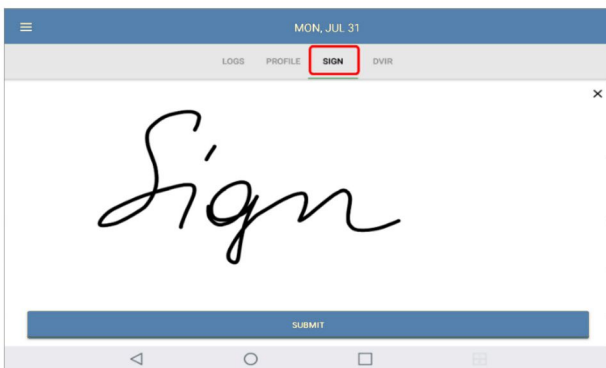 MON, JUL 31
LOGS PROFILE SIGN DVIR
Sign
SUBMIT